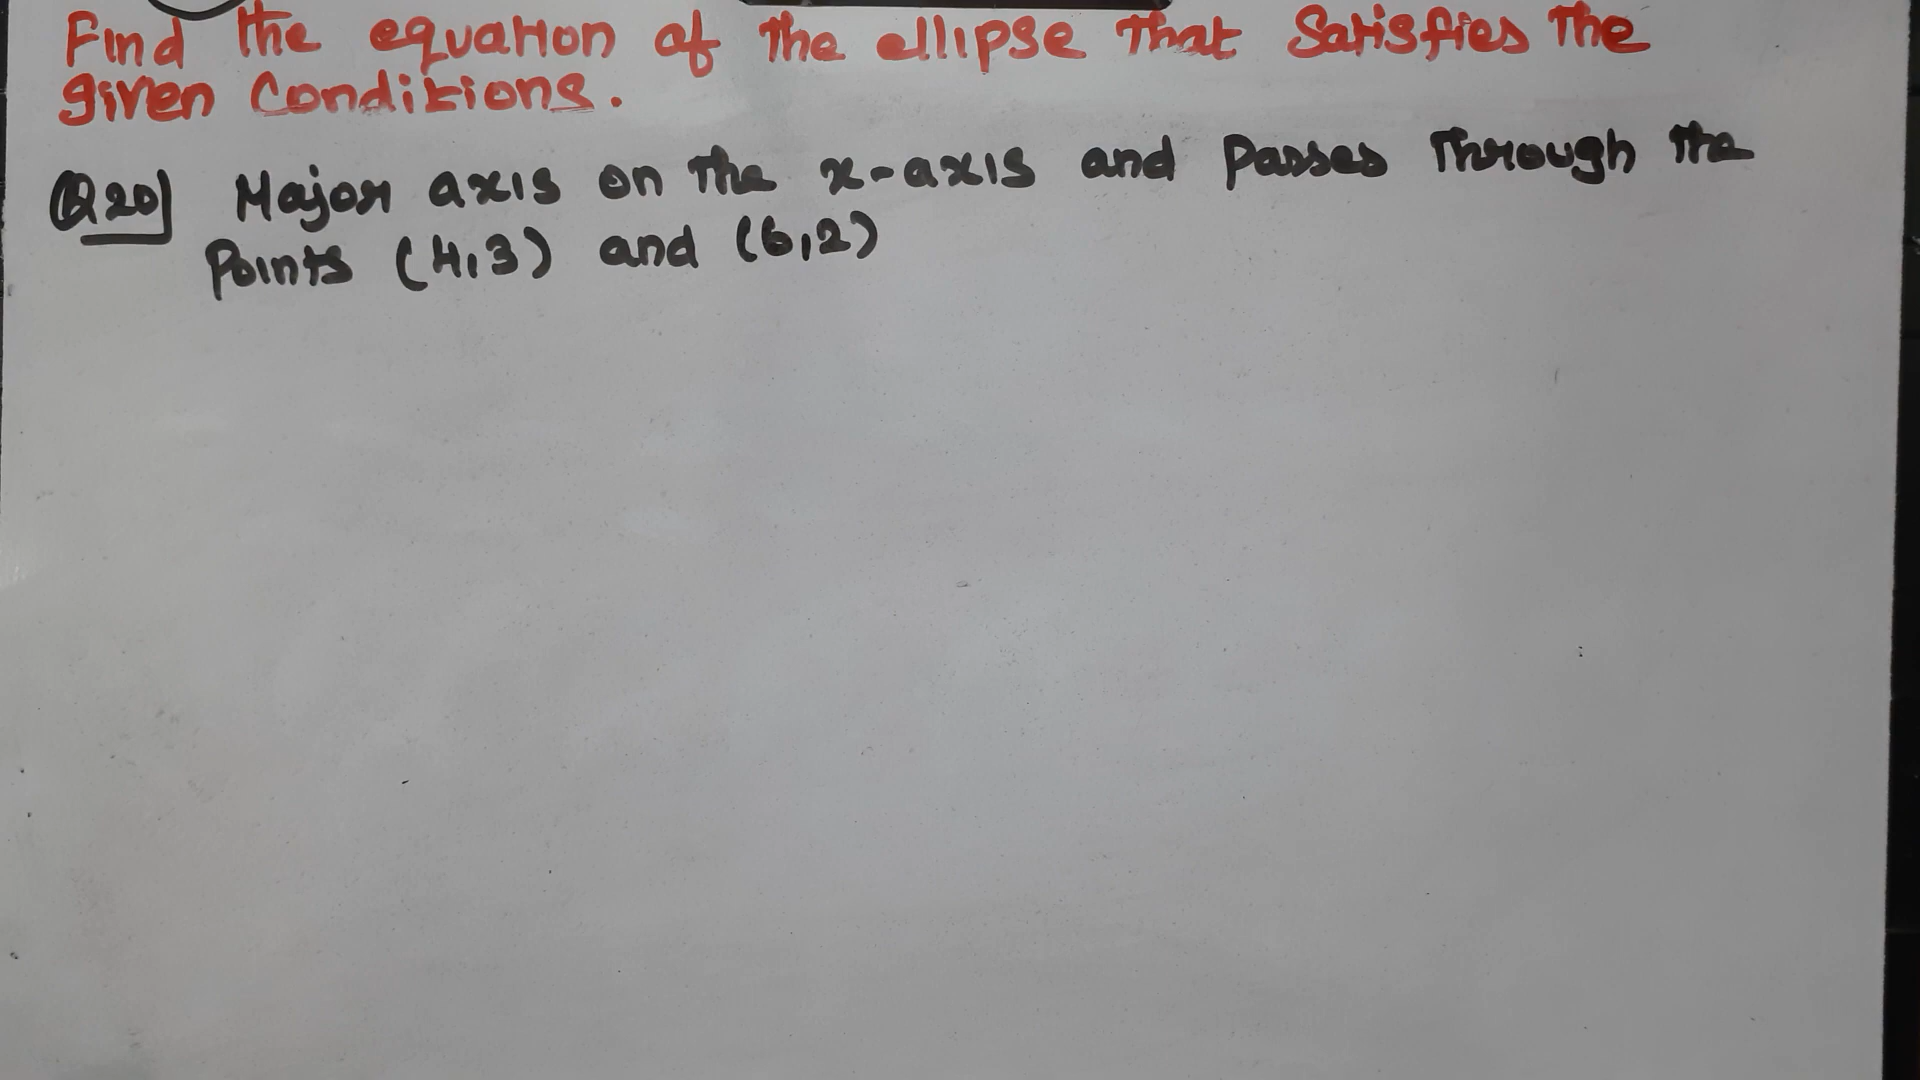 Find the equation of the ellipse that Satisfies the
given Conditions.
Q20] Major axis on the x-axis and passes through the
Points (4,3) and (6,2)